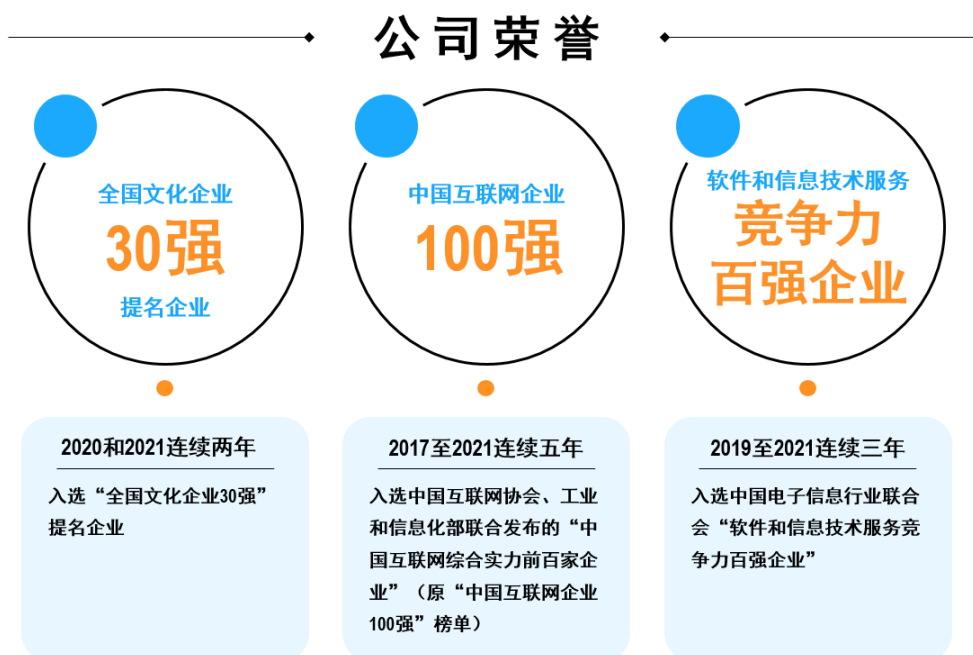 公司荣誉
全国文化企业
30强
提名企业
中国互联网企业
100强
软件和信息技术服务
竞争力
百强企业
2020和2021连续两年
入选“全国文化企业30强”
提名企业
2017至2021连续五年
入选中国互联网协会、工业
和信息化部联合发布的“中
国互联网综合实力前百家企
业”（原“中国互联网企业
100强”榜单）
2019至2021连续三年
入选中国电子信息行业联合
会“软件和信息技术服务竞
争力百强企业”